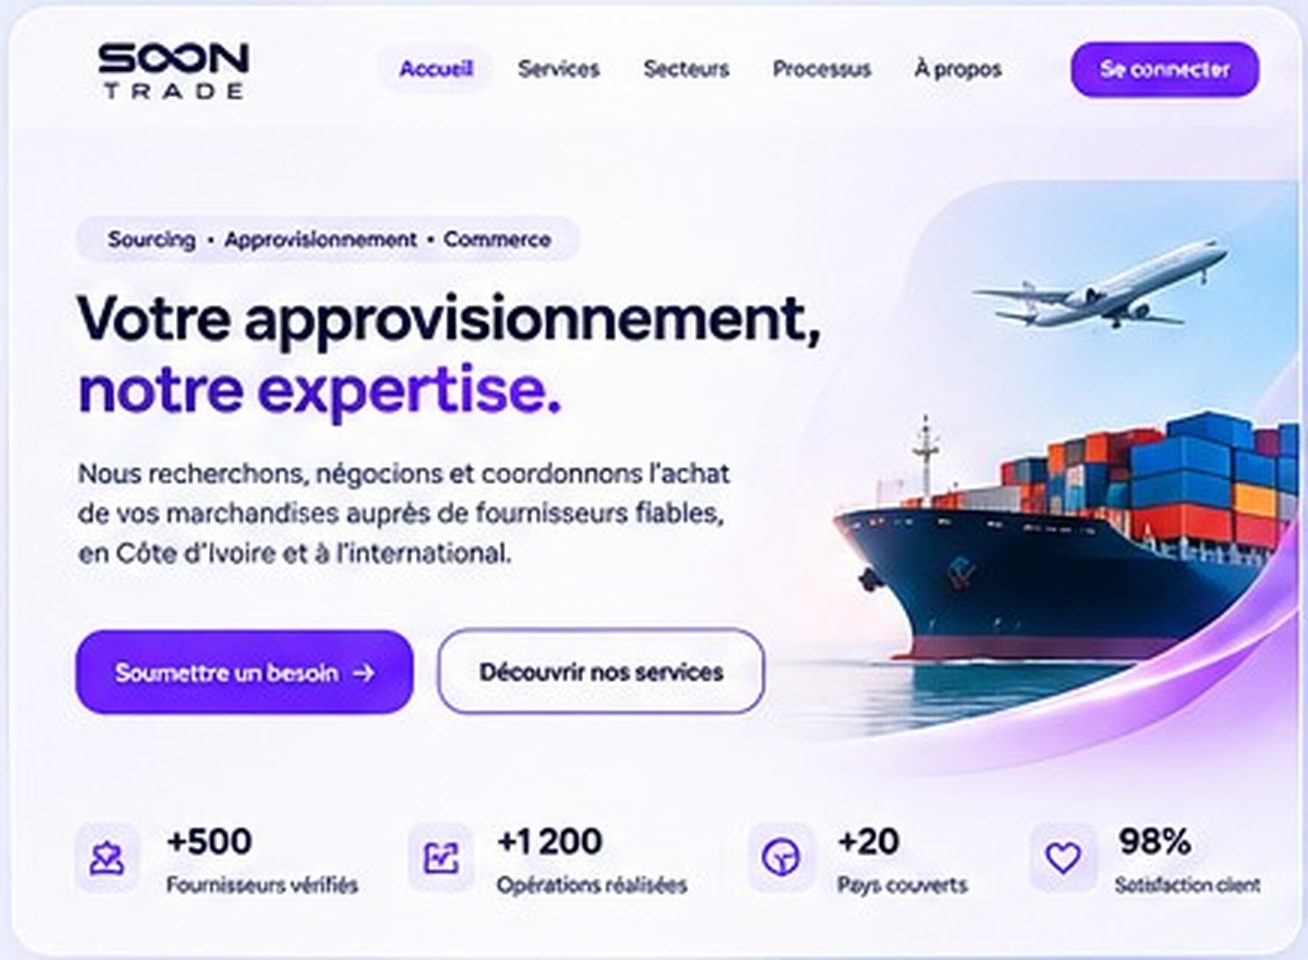 SOON
TRADE
Accueil
Services
Secteurs
Processus
À propos
Se connecter
Sourcing • Approvisionnement • Commerce
Votre approvisionnement,
notre expertise.
Nous recherchons, négocions et coordonnons l'achat
de vos marchandises auprès de fournisseurs fiables,
en Côte d'Ivoire et à l'international.
Soumettre un besoin →
Découvrir nos services
+500
Fournisseurs vérifiés
+1 200
Opérations réalisées
+20
Pays couverts
98%
Satisfaction client